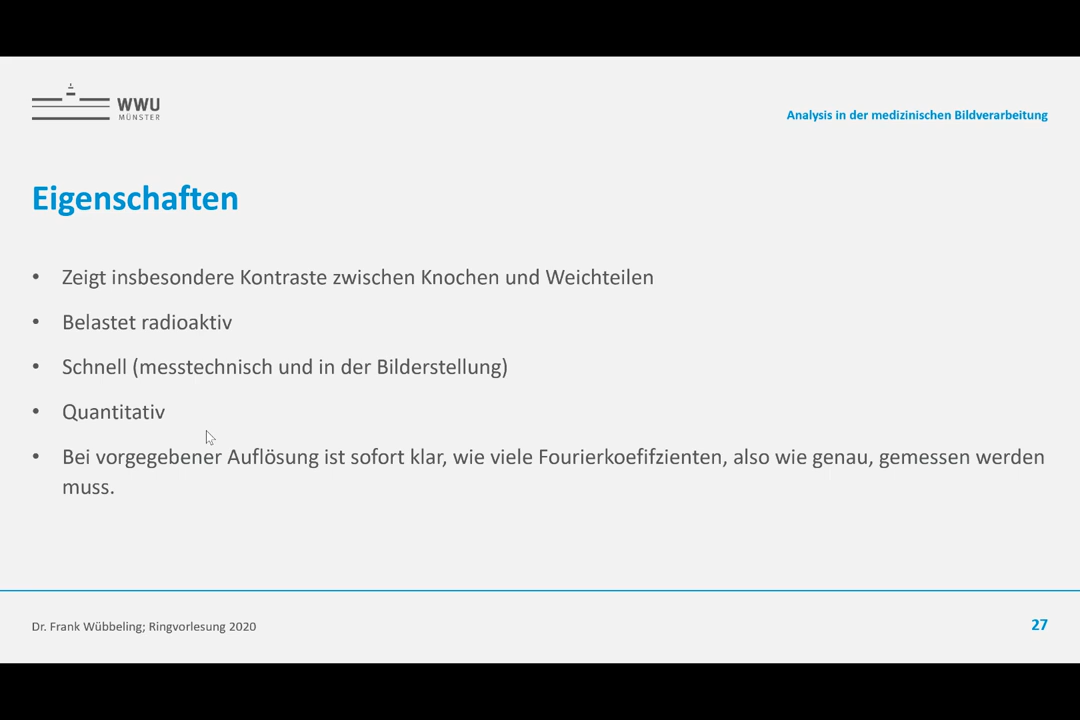 WWU
MÜNSTER
Analysis in der medizinischen Bildverarbeitung
Eigenschaften
• Zeigt insbesondere Kontraste zwischen Knochen und Weichteilen
• Belastet radioaktiv
• Schnell (messtechnisch und in der Bilderstellung)
• Quantitativ
• Bei vorgegebener Auflösung ist sofort klar, wie viele Fourierkoefifzienten, also wie genau, gemessen werden
muss.
Dr. Frank Wübbeling; Ringvorlesung 2020
27